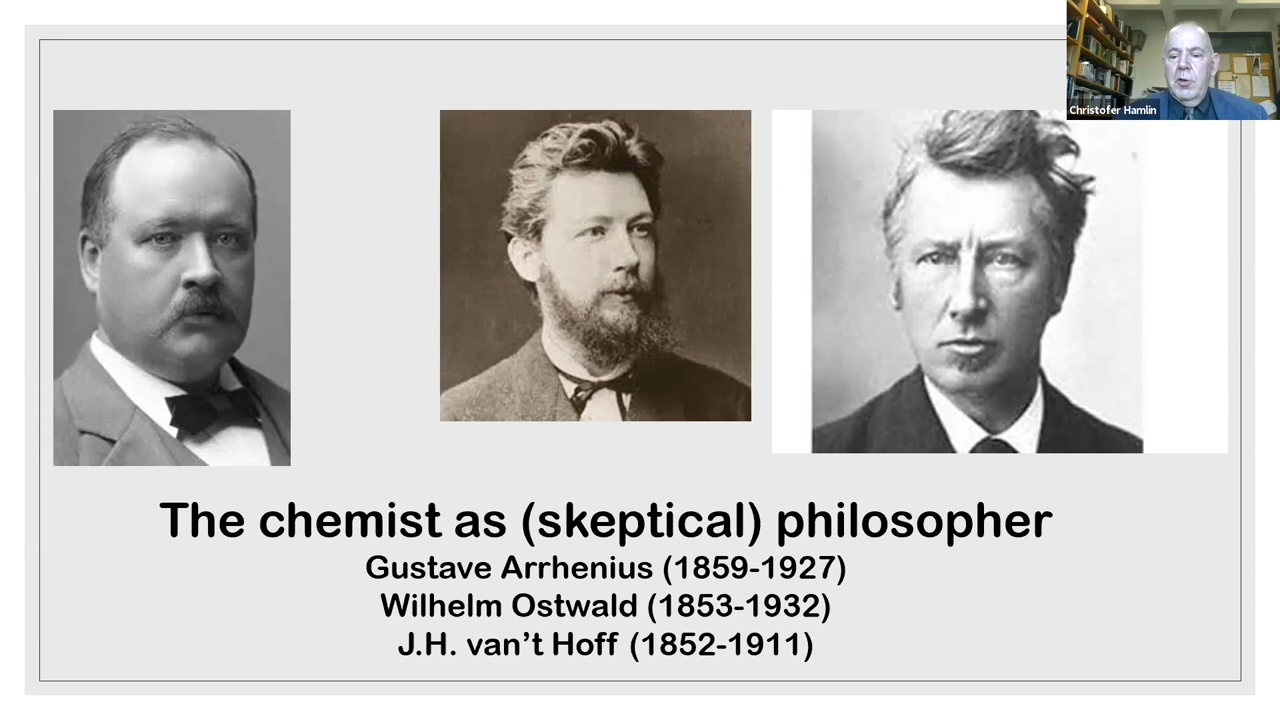 Christofer Hamlin
The chemist as (skeptical) philosopher
Gustave Arrhenius (1859-1927)
Wilhelm Ostwald (1853-1932)
J.H. van’t Hoff (1852-1911)